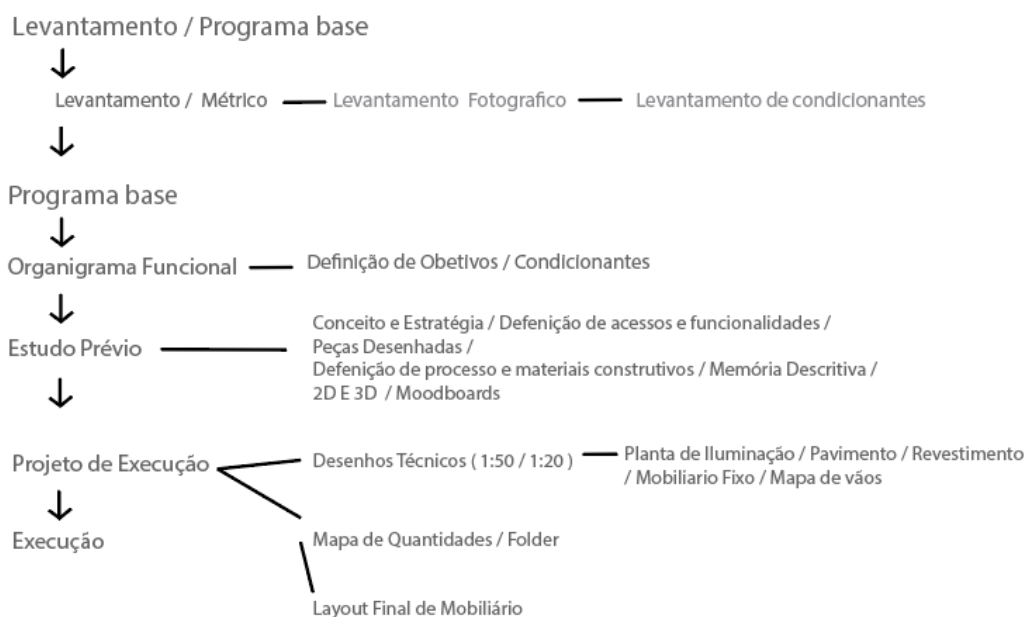 Levantamento / Programa base
Levantamento / Métrico
Levantamento Fotografico
Levantamento de condicionantes
Programa base
Organigrama Funcional
Definição de Obetivos / Condicionantes
Estudo Prévio
Conceito e Estratégia / Defenição de acessos e funcionalidades /
Peças Desenhadas /
Defenição de processo e materiais construtivos / Memória Descritiva /
2D E 3D / Moodboards
Projeto de Execução
Desenhos Técnicos ( 1:50 / 1:20 )
Planta de Iluminação / Pavimento / Revestimento
/ Mobiliario Fixo / Mapa de vãos
Execução
Mapa de Quantidades / Folder
Layout Final de Mobiliário